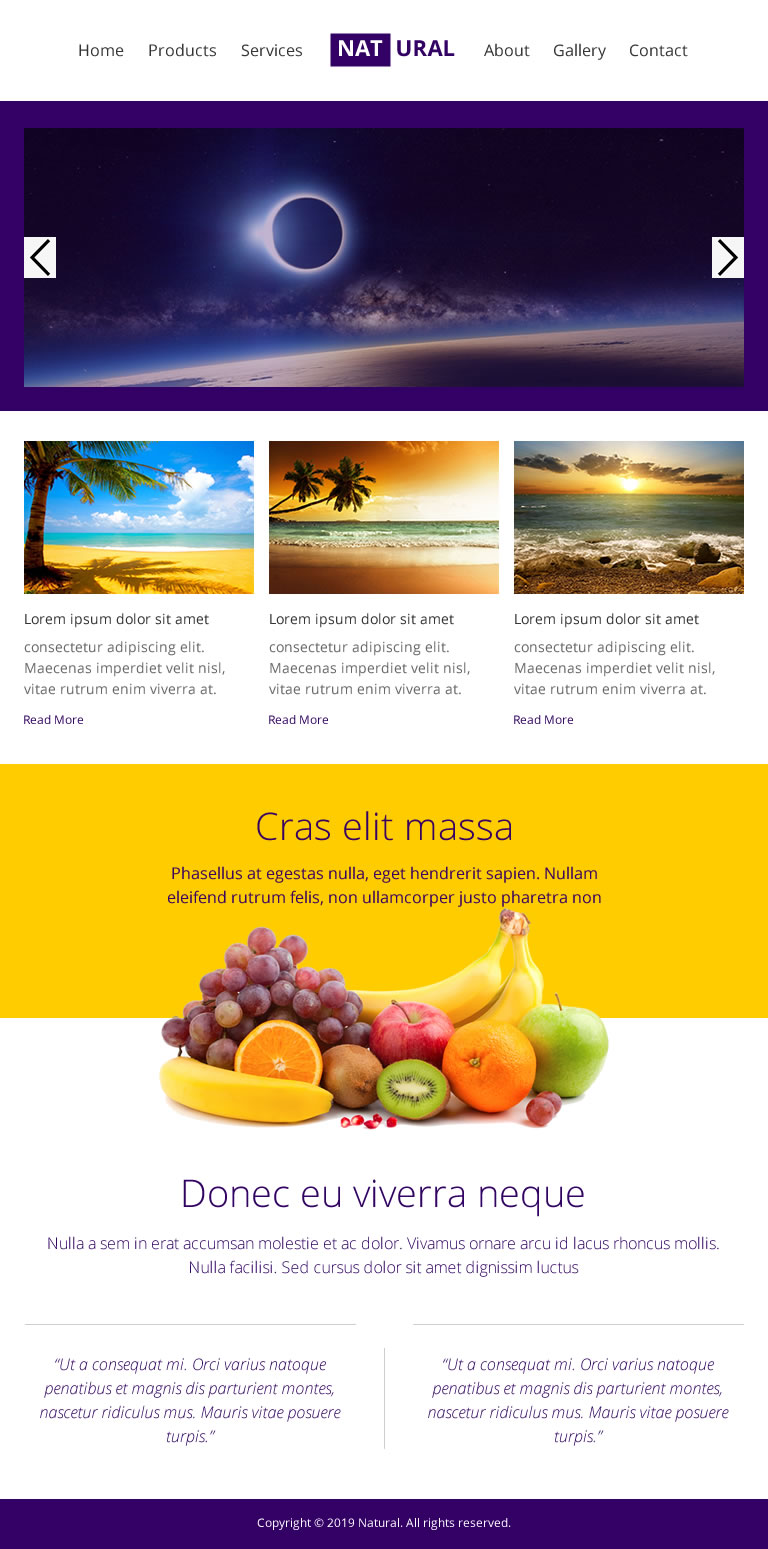 Home Products Services NAT URAL About Gallery Contact
Lorem ipsum dolor sit amet
consectetur adipiscing elit.
Maecenas imperdiet velit nisl,
vitae rutrum enim viverra at.
Read More
Lorem ipsum dolor sit amet
consectetur adipiscing elit.
Maecenas imperdiet velit nisl,
vitae rutrum enim viverra at.
Read More
Lorem ipsum dolor sit amet
consectetur adipiscing elit.
Maecenas imperdiet velit nisl,
vitae rutrum enim viverra at.
Read More
Cras elit massa
Phasellus at egestas nulla, eget hendrerit sapien. Nullam
eleifend rutrum felis, non ullamcorper justo pharetra non
Donec eu viverra neque
Nulla a sem in erat accumsan molestie et ac dolor. Vivamus ornare arcu id lacus rhoncus mollis.
Nulla facilisi. Sed cursus dolor sit amet dignissim luctus
“Ut a consequat mi. Orci varius natoque
penatibus et magnis dis parturient montes,
nascetur ridiculus mus. Mauris vitae posuere
turpis.”
“Ut a consequat mi. Orci varius natoque
penatibus et magnis dis parturient montes,
nascetur ridiculus mus. Mauris vitae posuere
turpis.”
Copyright © 2019 Natural. All rights reserved.